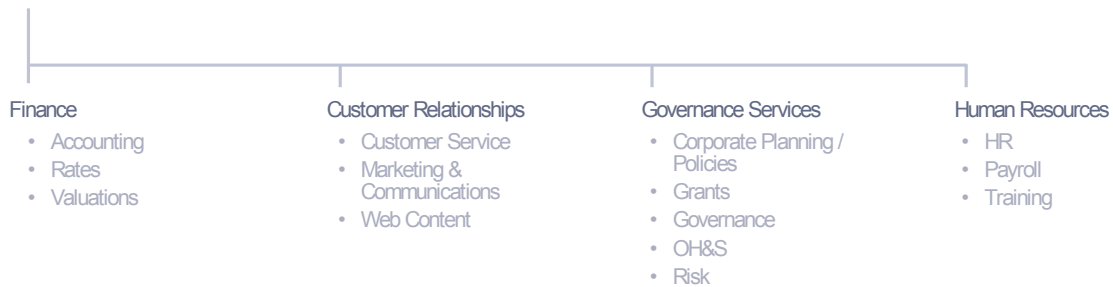 Finance
• Accounting
• Rates
• Valuations
Customer Relationships
• Customer Service
• Marketing &
Communications
• Web Content
Governance Services
• Corporate Planning /
Policies
• Grants
• Governance
• OH&S
• Risk
Human Resources
• HR
• Payroll
• Training